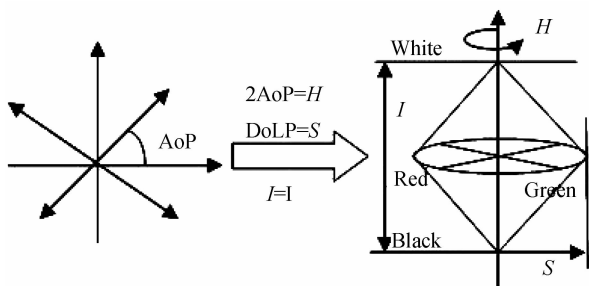 AoP
2AoP=H
DoLP=S
I=I
White
H
I
Red
Green
Black
S